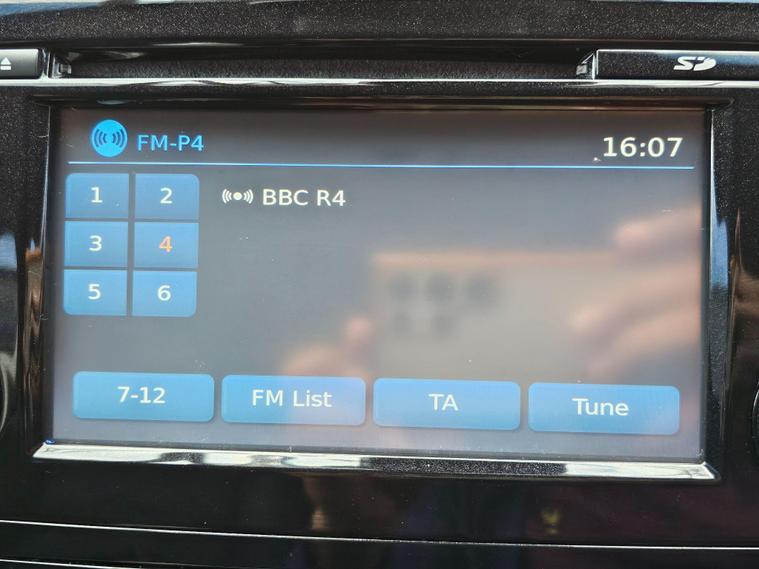 SD
FM-P4
16:07
1 2
BBC R4
3 4
5 6
7-12 FM List TA Tune